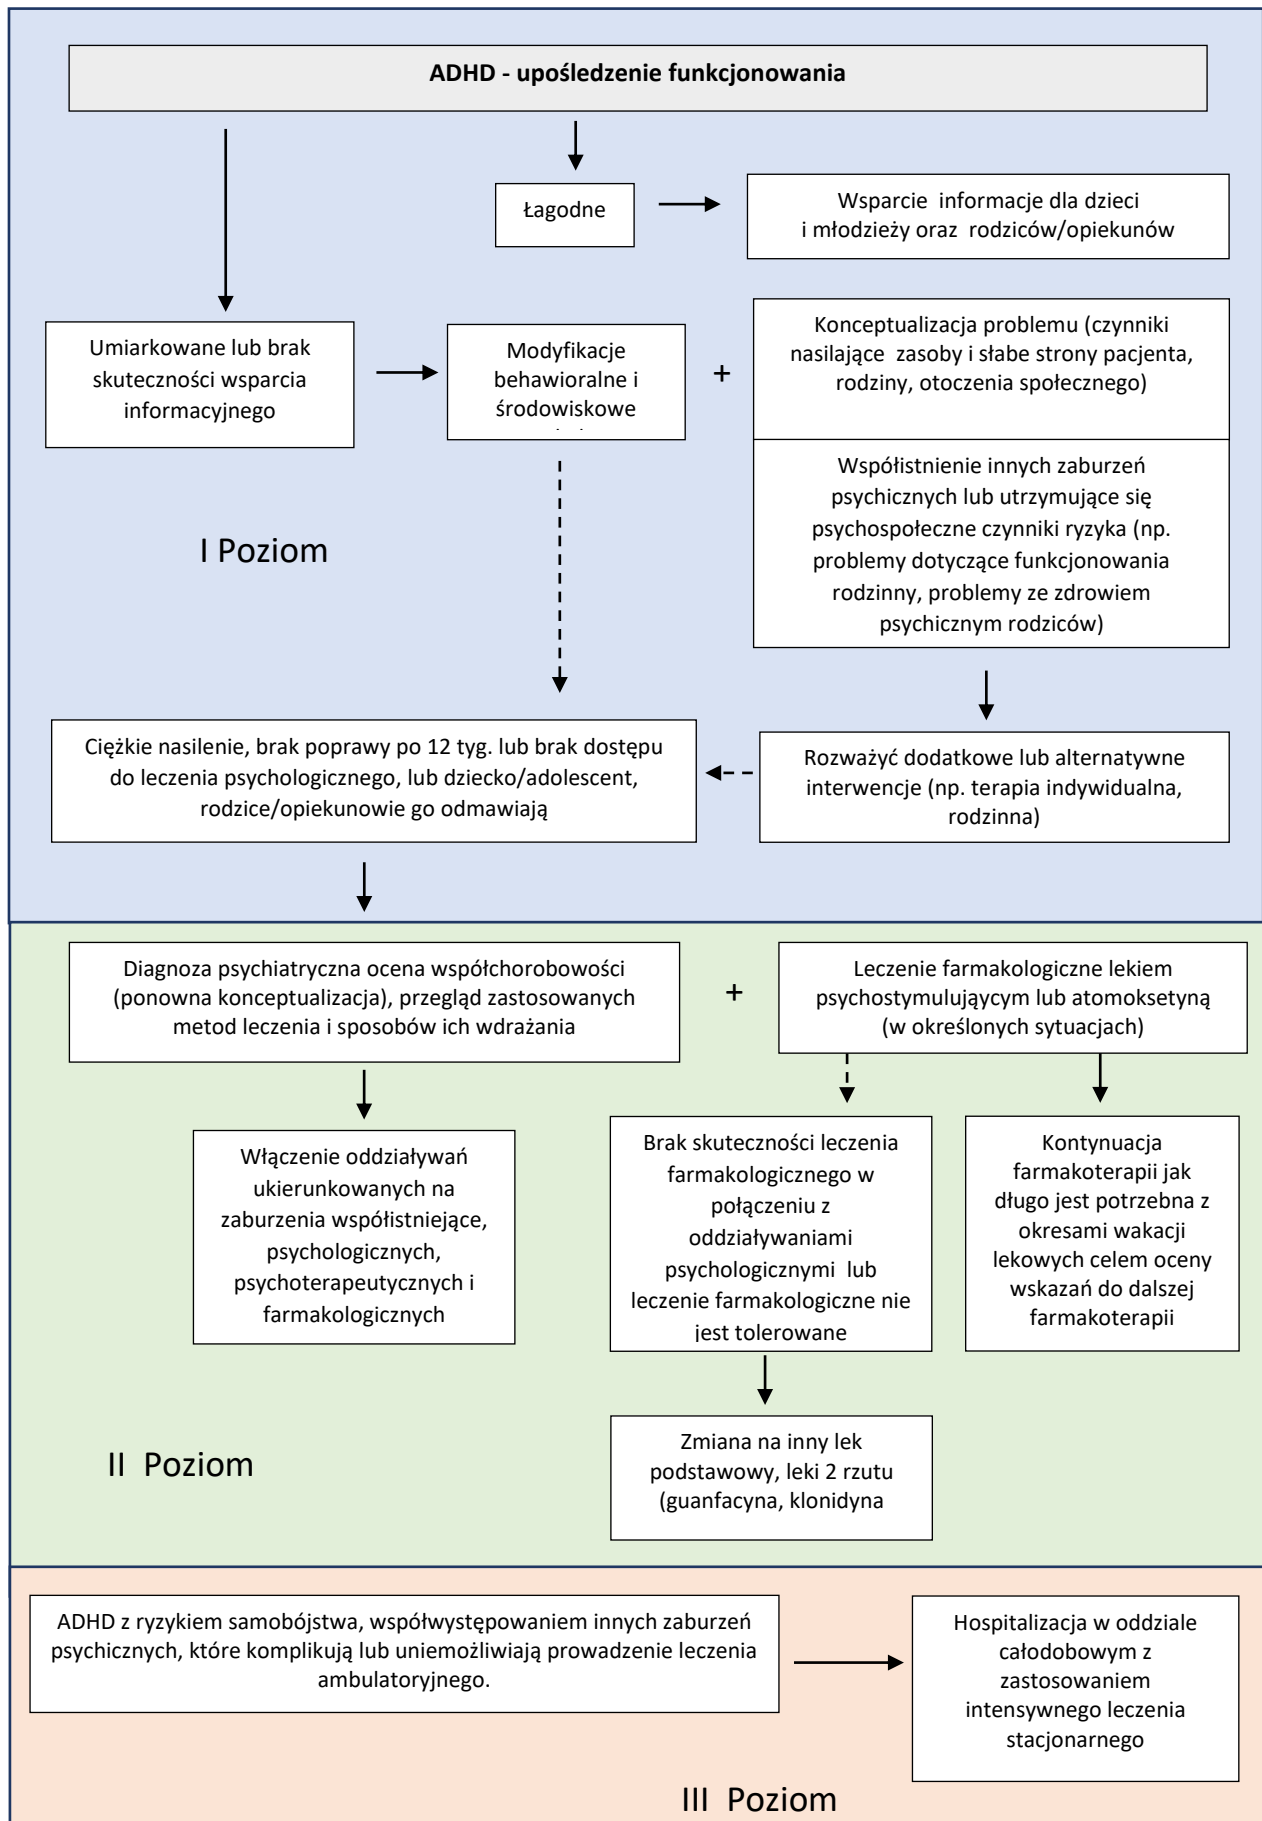 ADHD - upośledzenie funkcjonowania
Łagodne
Wsparcie informacje dla dzieci
i młodzieży oraz rodziców/opiekunów
Umiarkowane lub brak
skuteczności wsparcia
informacyjnego
Modyfikacje
behawioralne i
środowiskowe
+
Konceptualizacja problemu (czynniki
nasilające zasoby i słabe strony pacjenta,
rodziny, otoczenia społecznego)
Współistnienie innych zaburzeń
psychicznych lub utrzymujące się
psychospołeczne czynniki ryzyka (np.
problemy dotyczące funkcjonowania
rodzinny, problemy ze zdrowiem
psychicznym rodziców)
I Poziom
Ciężkie nasilenie, brak poprawy po 12 tyg. lub brak dostępu
do leczenia psychologicznego, lub dziecko/adolescent,
rodzice/opiekunowie go odmawiają
Rozważyć dodatkowe lub alternatywne
interwencje (np. terapia indywidualna,
rodzinna)
Diagnoza psychiatryczna ocena współchorobowości
(ponowna konceptualizacja), przegląd zastosowanych
metod leczenia i sposobów ich wdrażania
+
Leczenie farmakologiczne lekiem
psychostymulującycm lub atomoksetyną
(w określonych sytuacjach)
Włączenie oddziaływań
ukierunkowanych na
zaburzenia współistniejące,
psychologicznych,
psychoterapeutycznych i
farmakologicznych
Brak skuteczności leczenia
farmakologicznego w
połączeniu z
oddziaływaniami
psychologicznymi lub
leczenie farmakologiczne nie
jest tolerowane
Kontynuacja
farmakoterapii jak
długo jest potrzebna z
okresami wakacji
lekowych celem oceny
wskazań do dalszej
farmakoterapii
Zmiana na inny lek
podstawowy, leki 2 rzutu
(guanfacyna, klonidyna
II Poziom
ADHD z ryzykiem samobójstwa, współwystępowaniem innych zaburzeń
psychicznych, które komplikują lub uniemożliwiają prowadzenie leczenia
ambulatoryjnego.
Hospitalizacja w oddziale
całodobowym z
zastosowaniem
intensywnego leczenia
stacjonarnego
III Poziom